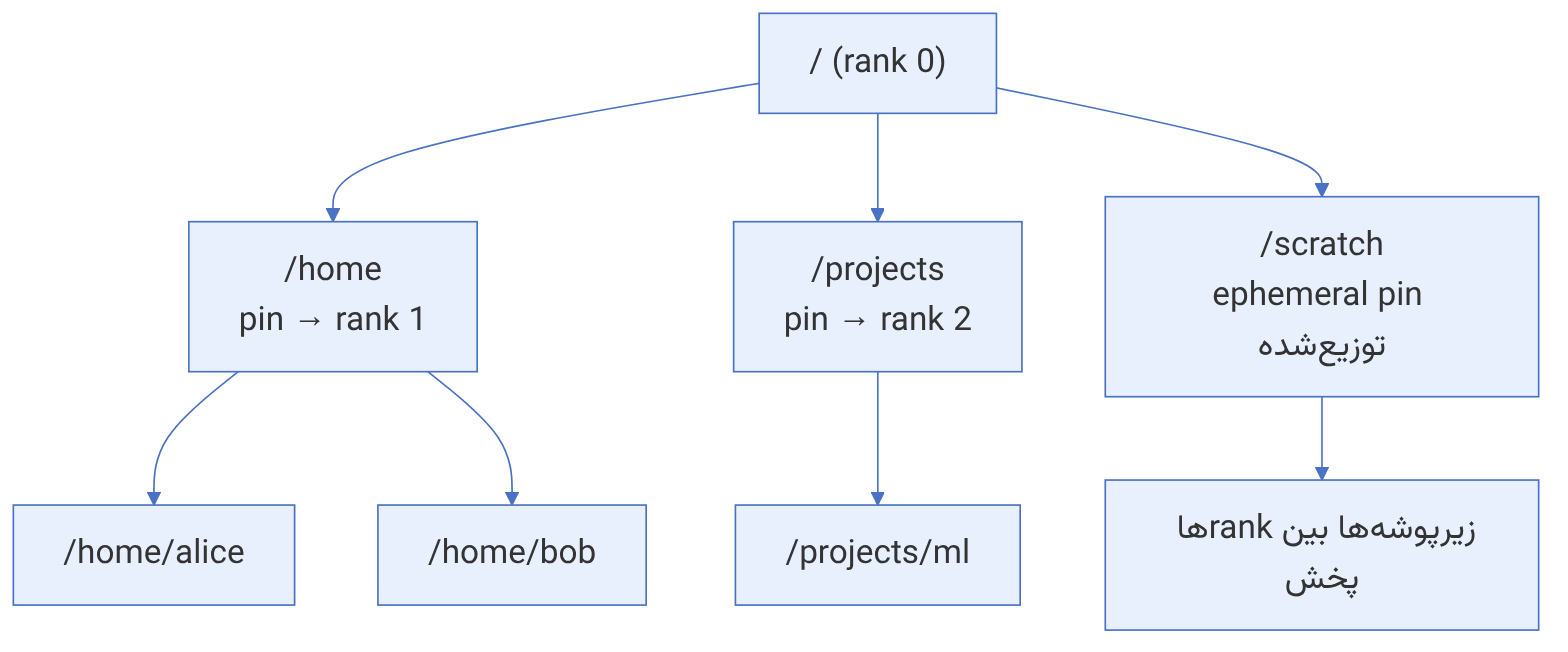 / (rank 0)
/home
pin → rank 1
/projects
pin → rank 2
/scratch
ephemeral pin
توزیع‌شده
/home/alice
/home/bob
/projects/ml
زیرپوشه‌ها بین rankها
پخش